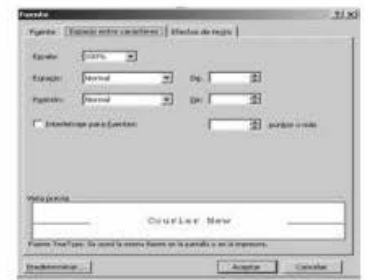 Fuente
Fuente Espacio entre caracteres Efectos de texto
Escala: 100%
Espacio: Normal En:
Posición: Normal En:
Interletraje para fuentes: puntos o más
Vista previa
Courier New
Fuente TrueType. Se usará la misma fuente en la pantalla y en la impresora.
Predeterminar... Aceptar Cancelar